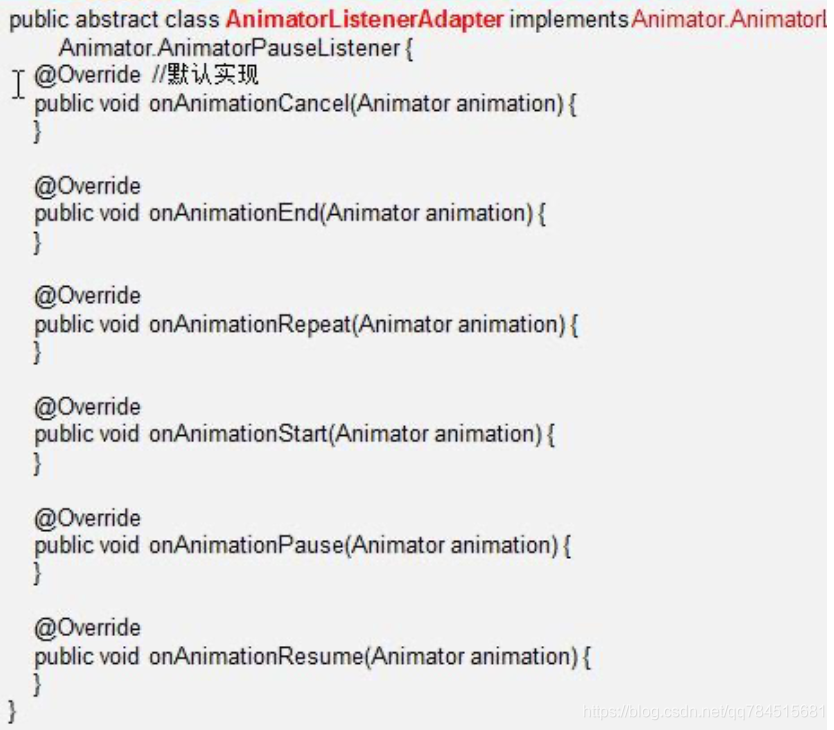 public abstract class AnimatorListenerAdapter implements Animator.AnimatorL
Animator.AnimatorPauseListener {
@Override //默认实现
public void onAnimationCancel(Animator animation) {
}
@Override
public void onAnimationEnd(Animator animation) {
}
@Override
public void onAnimationRepeat(Animator animation) {
}
@Override
public void onAnimationStart(Animator animation) {
}
@Override
public void onAnimationPause(Animator animation) {
}
@Override
public void onAnimationResume(Animator animation) {
}
}
https://blog.csdn.net/qq784515681